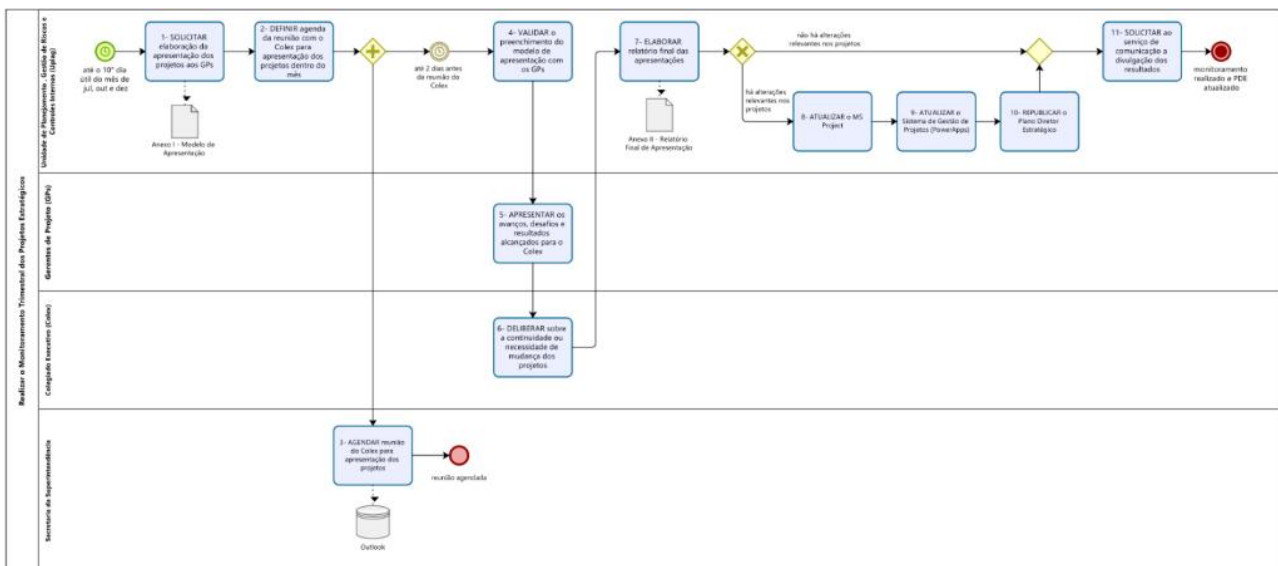 Realizar o Monitoramento Trimestral dos Projetos Estratégicos
Unidade de Planejamento, Gestão de Riscos e
Controles Internos (Uplag)
até o 10° dia
útil do mês de
jul, out e dez
1- SOLICITAR
elaboração da
apresentação dos
projetos aos GPs
Anexo I - Modelo de
Apresentação
2- DEFINIR agenda
da reunião com o
Colex para
apresentação dos
projetos dentro do
mês
até 2 dias antes
da reunião do
Colex
4- VALIDAR o
preenchimento do
modelo de
apresentação com
os GPs
7- ELABORAR
relatório final das
apresentações
Anexo II - Relatório
Final de Apresentação
não há alterações
relevantes nos projetos
há alterações
relevantes nos
projetos
8- ATUALIZAR o MS
Project
9- ATUALIZAR o
Sistema de Gestão de
Projetos (PowerApps)
10- REPUBLICAR o
Plano Diretor
Estratégico
11- SOLICITAR ao
serviço de
comunicação a
divulgação dos
resultados
monitoramento
realizado e PDE
atualizado
Gerentes de Projeto (GPs)
5- APRESENTAR os
avanços, desafios e
resultados
alcançados para o
Colex
Colegiado Executivo (Colex)
6- DELIBERAR sobre
a continuidade ou
necessidade de
mudança dos
projetos
Secretaria da Superintendência
3- AGENDAR reunião
do Colex para
apresentação dos
projetos
reunião agendada
Outlook